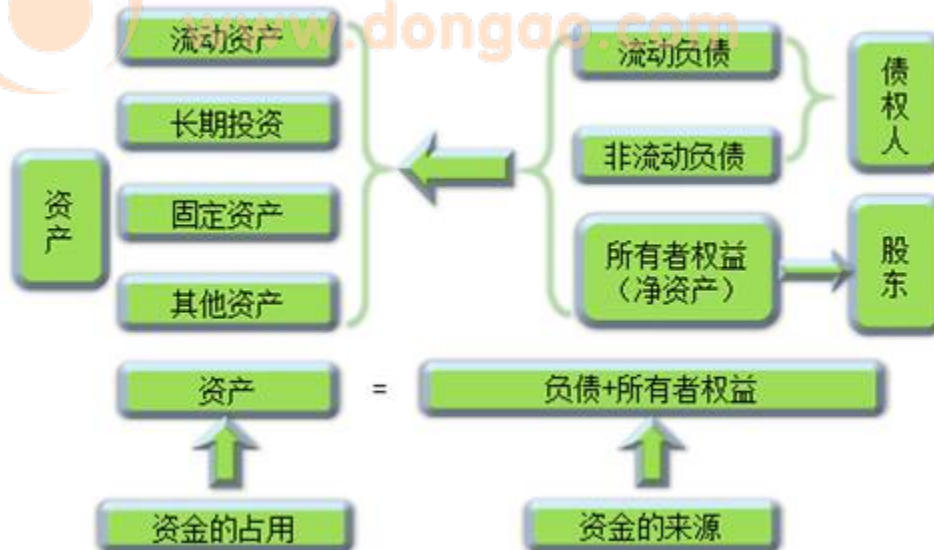 www.dongao.com
流动资产
流动负债
债权人
长期投资
非流动负债
资产
固定资产
所有者权益
（净资产）
股东
其他资产
资产
=
负债+所有者权益
资金的占用
资金的来源